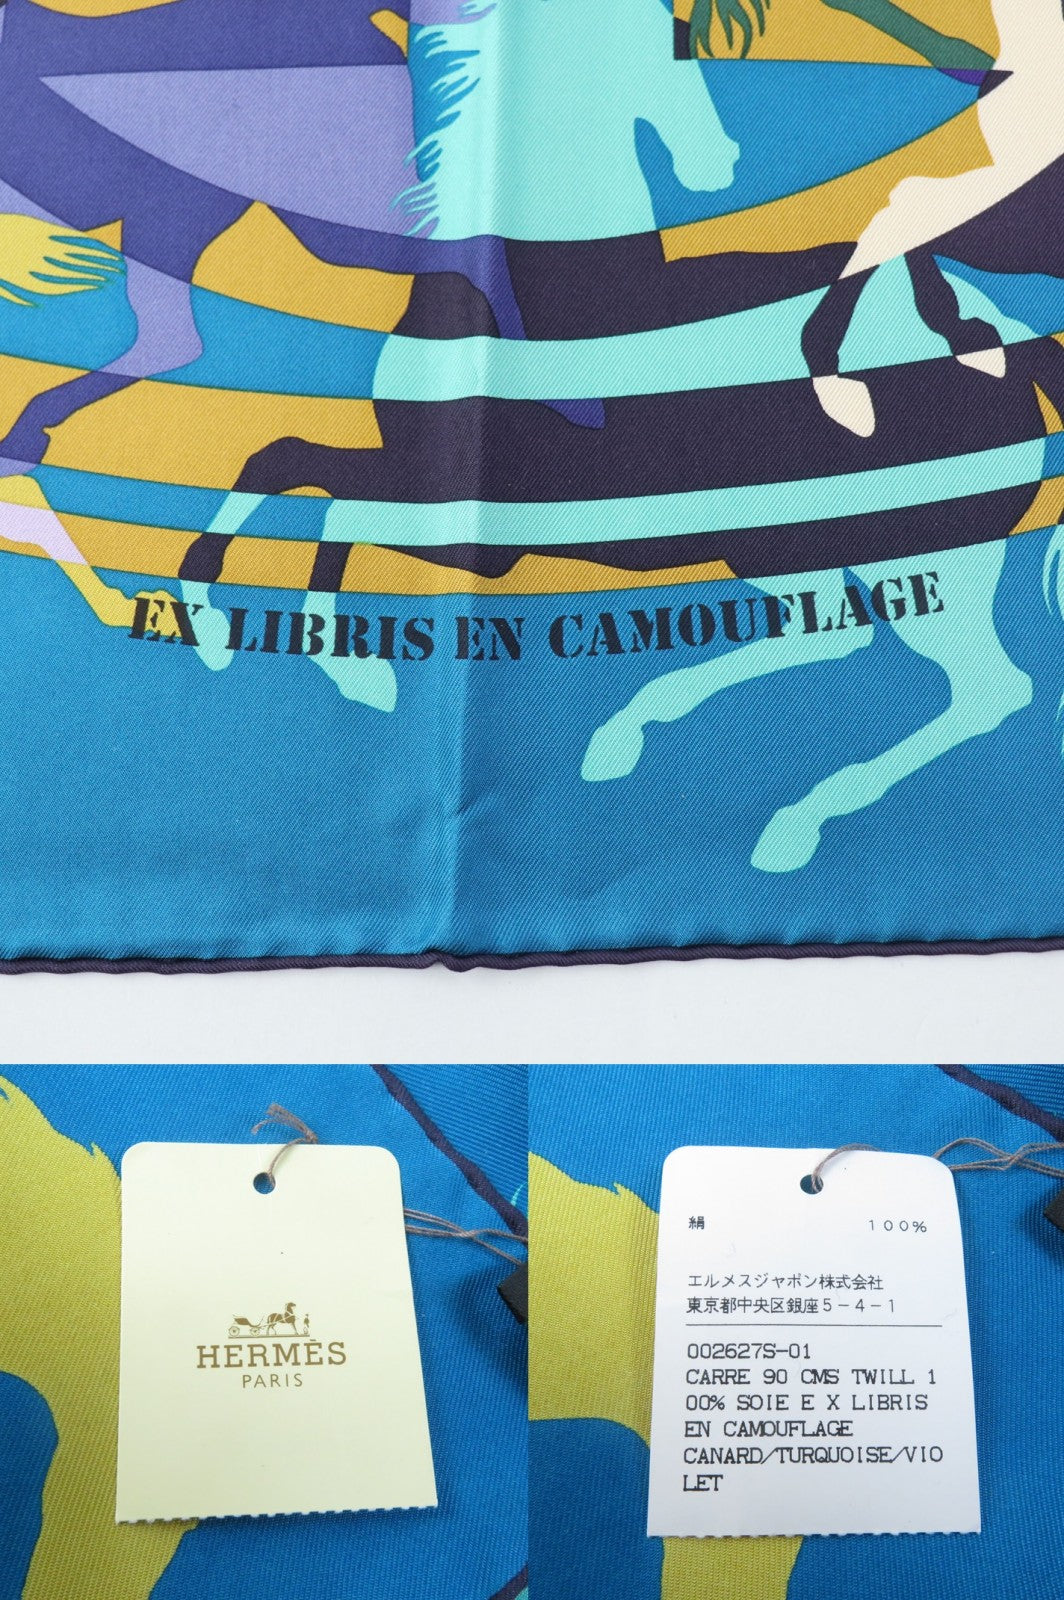 EX LIBRIS EN CAMOUFLAGE
HERMÈS
PARIS
絹 100%
エルメスジャポン株式会社
東京都中央区銀座5-4-1
002627S-01
CARRE 90 CMS TWILL 1
00% SOIE E X LIBRIS
EN CAMOUFLAGE
CANARD/TURQUOISE/VIO
LET